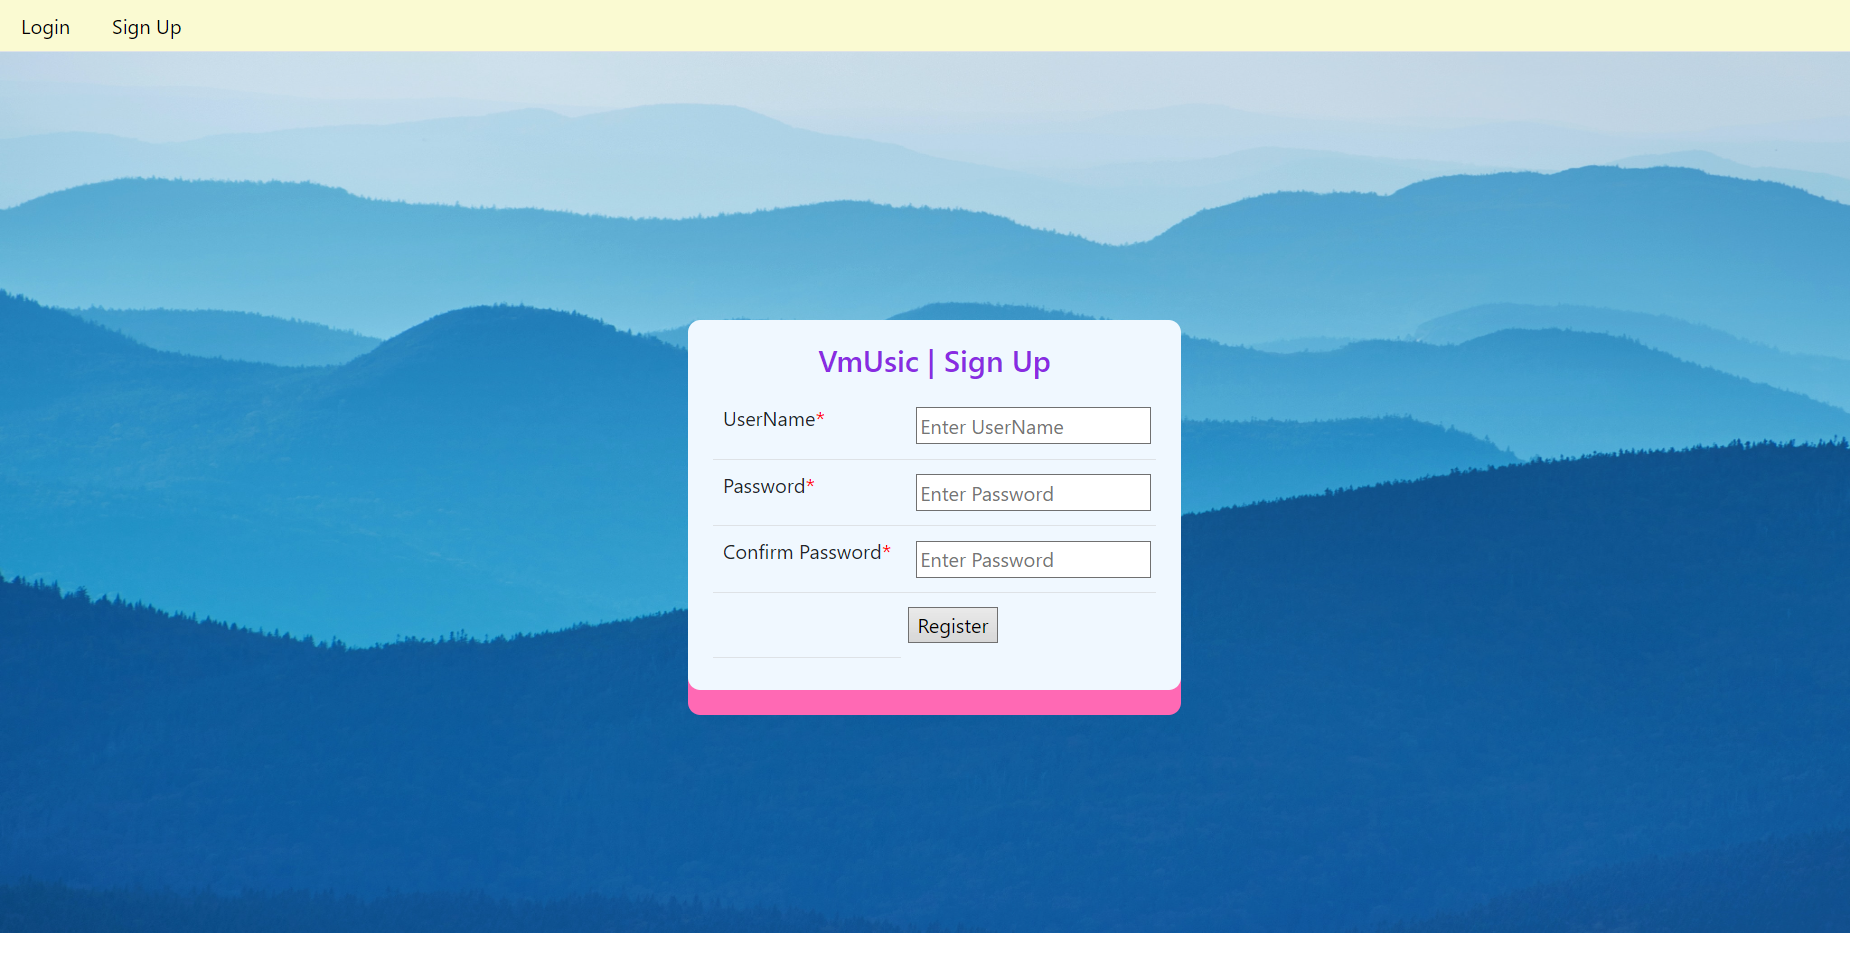 Login Sign Up
VmUsic | Sign Up
UserName* Enter UserName
Password* Enter Password
Confirm Password* Enter Password
Register